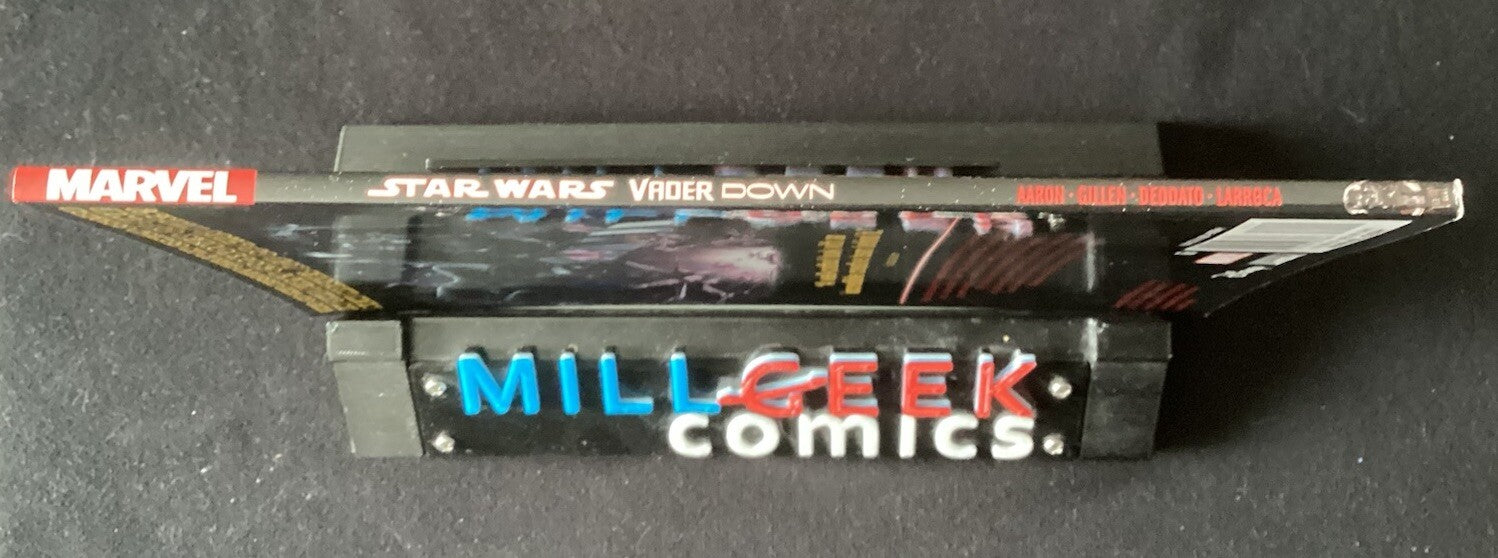 MARVEL STAR WARS VADER DOWN AARON · GILLEN · DEODATO · LARROCA
MILLGEEK
comics